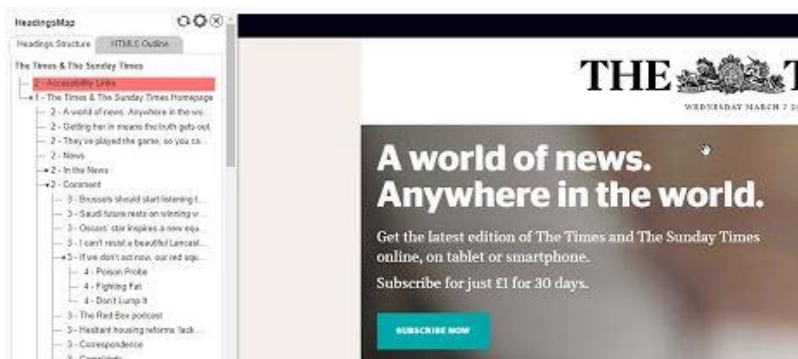 HeadingsMap
Headings Structure
HTML5 Outline
The Times & The Sunday Times
2 - Accessibility Links
1 - The Times & The Sunday Times Homepage
2 - A world of news. Anywhere in the wo...
2 - Getting her in means the truth gets out
2 - They've played the game, so you ca...
2 - News
2 - In the News
2 - Comment
3 - Brussels should start listening t...
3 - Saudi future rests on winning w...
3 - Oscars' star inspires a new equ...
3 - I can't resist a beautiful Lancast...
3 - If we don't act now, our red squ...
4 - Poison Probe
4 - Fighting Fat
4 - Don't Lump It
3 - The Red Box podcast
3 - Hesitant housing reforms 'lack ...
3 - Correspondence
3 - Complaints
THE T
WEDNESDAY MARCH 7 20
A world of news.
Anywhere in the world.
Get the latest edition of The Times and The Sunday Times
online, on tablet or smartphone.
Subscribe for just £1 for 30 days.
SUBSCRIBE NOW